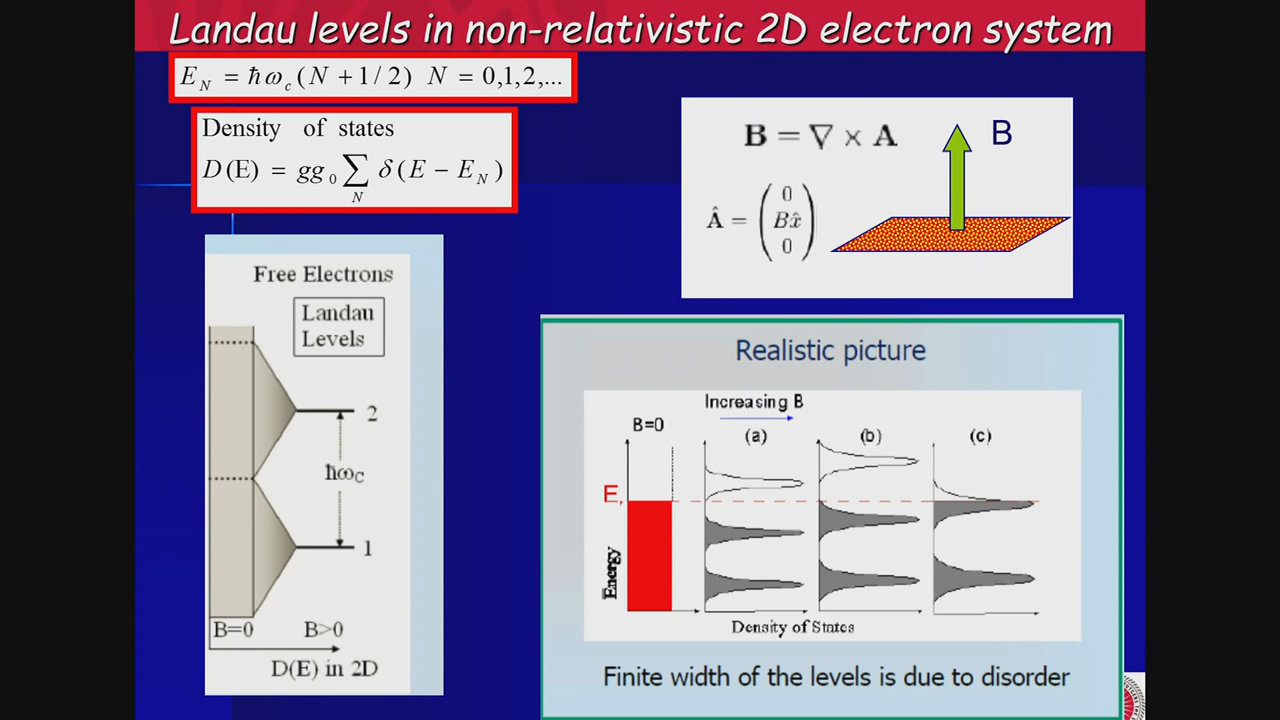 Landau levels in non-relativistic 2D electron system
E_N = ħω_c (N + 1/2) N = 0,1,2,...
Density of states
D(E) = gg_0 ∑_N δ(E − E_N)
B = ∇ × A
B
Â = ( 0 Bx̂ 0 )
Free Electrons
Landau
Levels
2
ħω_C
1
B=0 B>0
D(E) in 2D
Realistic picture
Increasing B
B=0
(a) (b) (c)
E
Energy
Density of States
Finite width of the levels is due to disorder